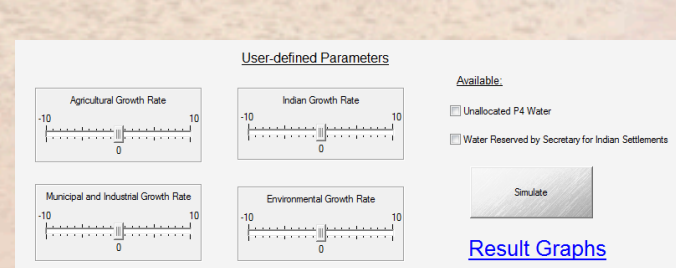 User-defined Parameters
Agricultural Growth Rate
-10 10
0
Indian Growth Rate
-10 10
0
Available:
Unallocated P4 Water
Water Reserved by Secretary for Indian Settlements
Municipal and Industrial Growth Rate
-10 10
0
Environmental Growth Rate
-10 10
0
Simulate
Result Graphs